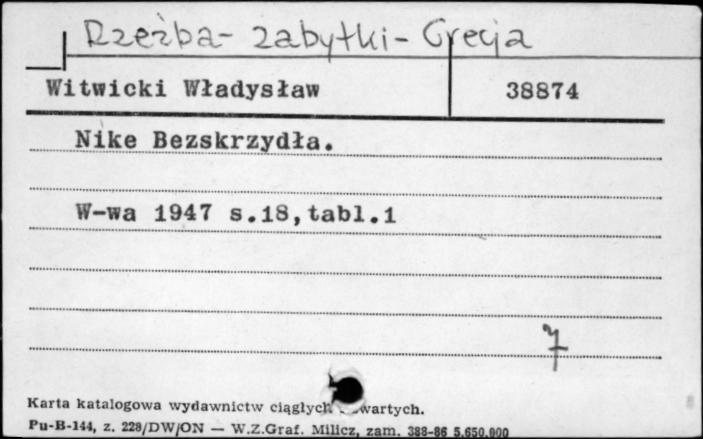 Rzeźba - zabytki - Grecja
Witwicki Władysław 38874
Nike Bezskrzydła.
W-wa 1947 s.18,tabl.1
7
Karta katalogowa wydawnictw ciągłych wartych.
Pu-B-144, z. 228/DW/ON — W.Z.Graf. Milicz, zam. 388-86 5.650.000